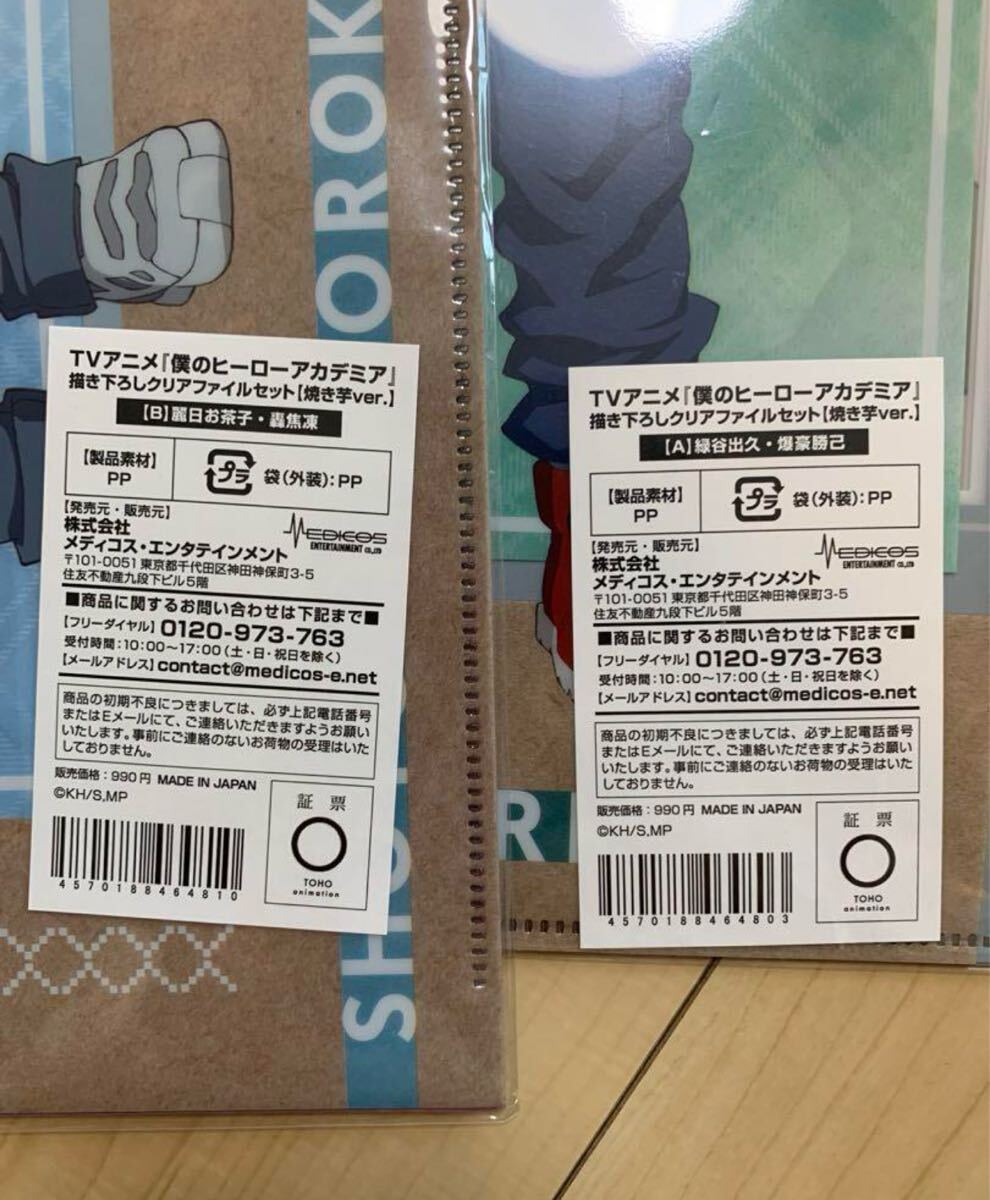 OROK
SHO
R
TVアニメ『僕のヒーローアカデミア』
描き下ろしクリアファイルセット【焼き芋ver.】
【B】麗日お茶子・轟焦凍
【製品素材】
PP
プラ
袋(外装):PP
【発売元・販売元】
株式会社
メディコス・エンタテインメント
MEDICOS
ENTERTAINMENT CO.,LTD
〒101-0051 東京都千代田区神田神保町3-5
住友不動産九段下ビル5階
■商品に関するお問い合わせは下記まで■
【フリーダイヤル】0120-973-763
受付時間:10:00〜17:00(土・日・祝日を除く)
【メールアドレス】contact@medicos-e.net
商品の初期不良につきましては、必ず上記電話番号
またはEメールにて、ご連絡いただきますようお願い
いたします。事前にご連絡のないお荷物の受理はいた
しておりません。
販売価格:990円 MADE IN JAPAN
©KH/S,MP
4570188464810
証 票
TOHO
animation
TVアニメ『僕のヒーローアカデミア』
描き下ろしクリアファイルセット【焼き芋ver.】
【A】緑谷出久・爆豪勝己
【製品素材】
PP
プラ
袋(外装):PP
【発売元・販売元】
株式会社
メディコス・エンタテインメント
MEDICOS
ENTERTAINMENT CO.,LTD
〒101-0051 東京都千代田区神田神保町3-5
住友不動産九段下ビル5階
■商品に関するお問い合わせは下記まで■
【フリーダイヤル】0120-973-763
受付時間:10:00〜17:00(土・日・祝日を除く)
【メールアドレス】contact@medicos-e.net
商品の初期不良につきましては、必ず上記電話番号
またはEメールにて、ご連絡いただきますようお願い
いたします。事前にご連絡のないお荷物の受理はいた
しておりません。
販売価格:990円 MADE IN JAPAN
©KH/S,MP
4570188464803
証 票
TOHO
animation